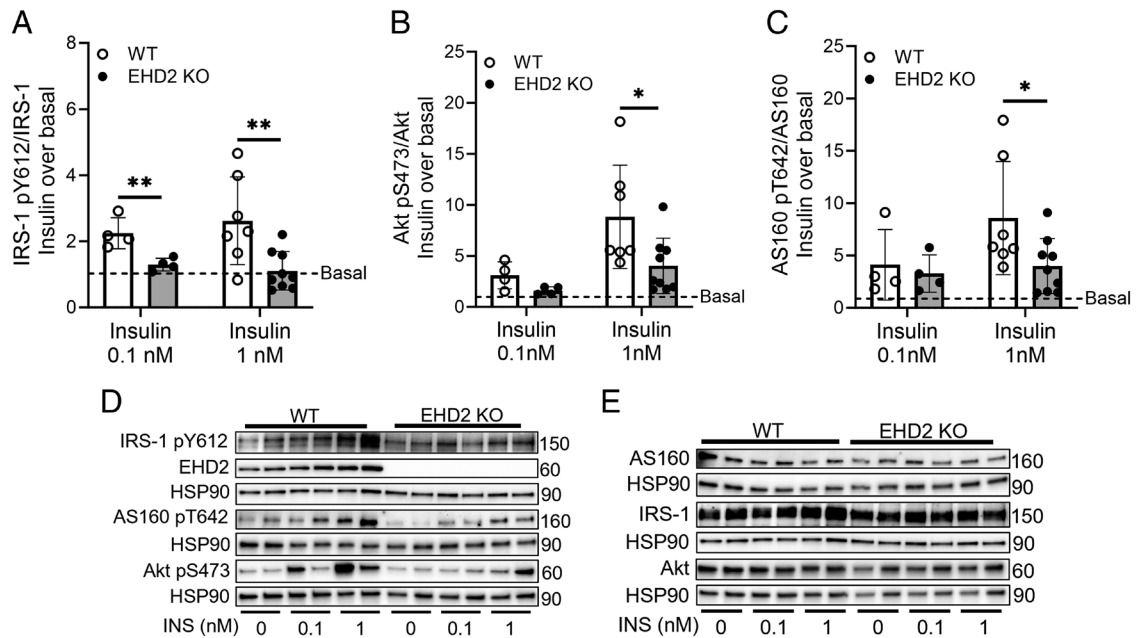 A
IRS-1 pY612/IRS-1
Insulin over basal
8
6
4
2
0
WT
EHD2 KO
**
**
Basal
Insulin
0.1 nM
Insulin
1 nM
B
Akt pS473/Akt
Insulin over basal
25
20
15
10
5
0
WT
EHD2 KO
*
Basal
Insulin
0.1nM
Insulin
1nM
C
AS160 pT642/AS160
Insulin over basal
25
20
15
10
5
0
WT
EHD2 KO
*
Basal
Insulin
0.1nM
Insulin
1nM
D
WT EHD2 KO
IRS-1 pY612 150
EHD2 60
HSP90 90
AS160 pT642 160
HSP90 90
Akt pS473 60
HSP90 90
INS (nM) 0 0.1 1 0 0.1 1
E
WT EHD2 KO
AS160 160
HSP90 90
IRS-1 150
HSP90 90
Akt 60
HSP90 90
INS (nM) 0 0.1 1 0 0.1 1